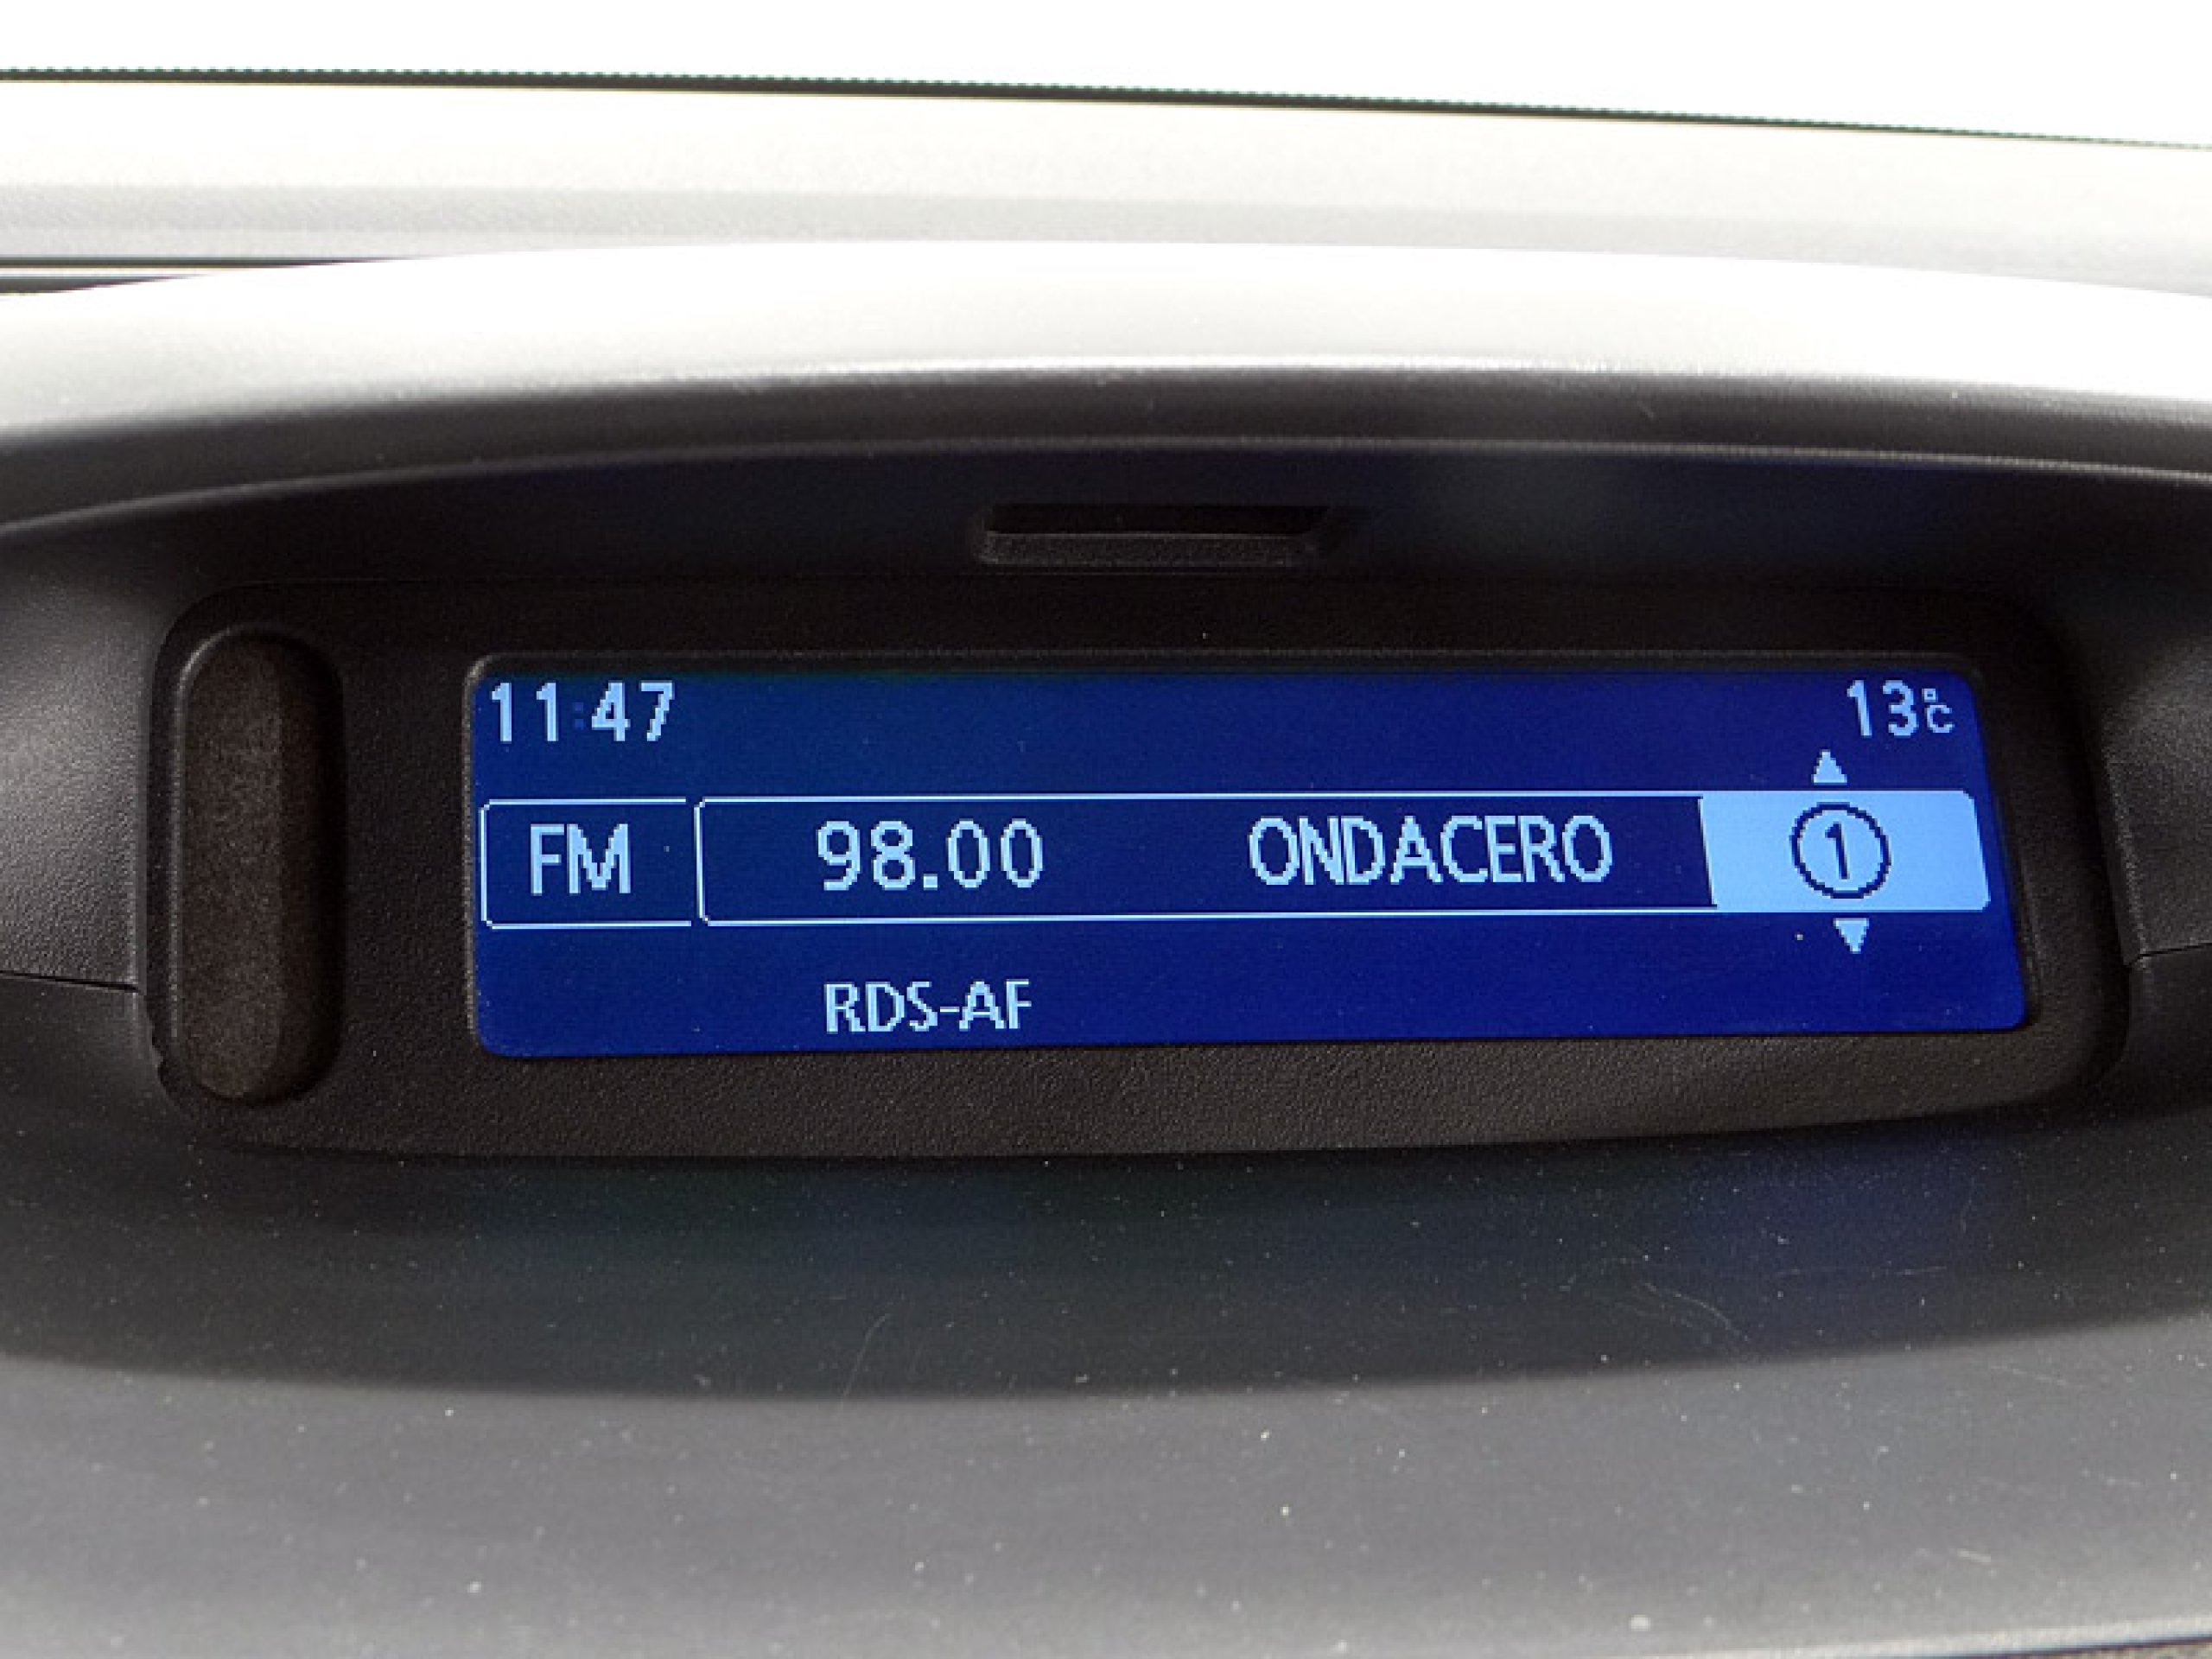 11:47 13°C
FM 98.00 ONDACERO 1
RDS-AF